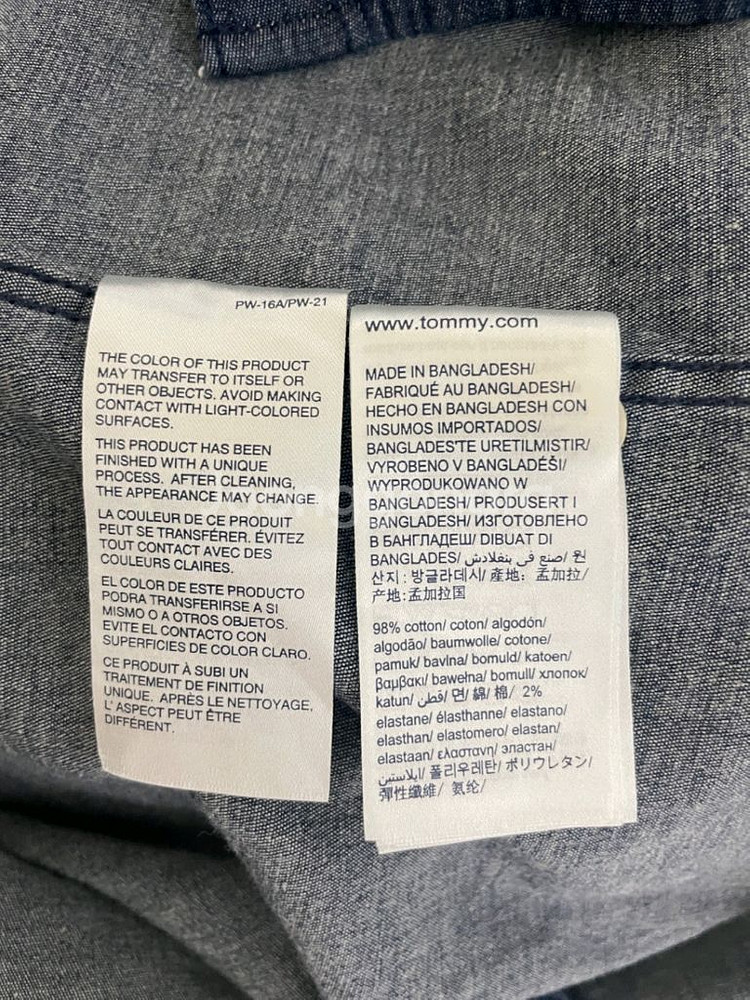 PW-16A/PW-21
THE COLOR OF THIS PRODUCT
MAY TRANSFER TO ITSELF OR
OTHER OBJECTS. AVOID MAKING
CONTACT WITH LIGHT-COLORED
SURFACES.
THIS PRODUCT HAS BEEN
FINISHED WITH A UNIQUE
PROCESS. AFTER CLEANING,
THE APPEARANCE MAY CHANGE.
LA COULEUR DE CE PRODUIT
PEUT SE TRANSFÉRER. ÉVITEZ
TOUT CONTACT AVEC DES
COULEURS CLAIRES.
EL COLOR DE ESTE PRODUCTO
PODRA TRANSFERIRSE A SI
MISMO O A OTROS OBJETOS.
EVITE EL CONTACTO CON
SUPERFICIES DE COLOR CLARO.
CE PRODUIT À SUBI UN
TRAITEMENT DE FINITION
UNIQUE. APRÈS LE NETTOYAGE,
L' ASPECT PEUT ÊTRE
DIFFÉRENT.
www.tommy.com
MADE IN BANGLADESH/
FABRIQUÉ AU BANGLADESH/
HECHO EN BANGLADESH CON
INSUMOS IMPORTADOS/
BANGLADES'TE URETILMISTIR/
VYROBENO V BANGLADÉŠI/
WYPRODUKOWANO W
BANGLADESH/ PRODUSERT I
BANGLADESH/ ИЗГОТОВЛЕНО
В БАНГЛАДЕШ/ DIBUAT DI
BANGLADES/ صنع في بنغلادش/ 원
산지 : 방글라데시/ 產地: 孟加拉/
产地:孟加拉国
98% cotton/ coton/ algodón/
algodão/ baumwolle/ cotone/
pamuk/ bavlna/ bomuld/ katoen/
βαμβακι/ bawełna/ bomull/ хлопок/
katun/ قطن/ 면/ 綿/ 棉/ 2%
elastane/ élasthanne/ elastano/
elasthan/ elastomero/ elastan/
elastaan/ ελαστανη/ эластан/
ايلاستين/ 폴리우레탄/ ポリウレタン/
彈性纖維/ 氨纶/